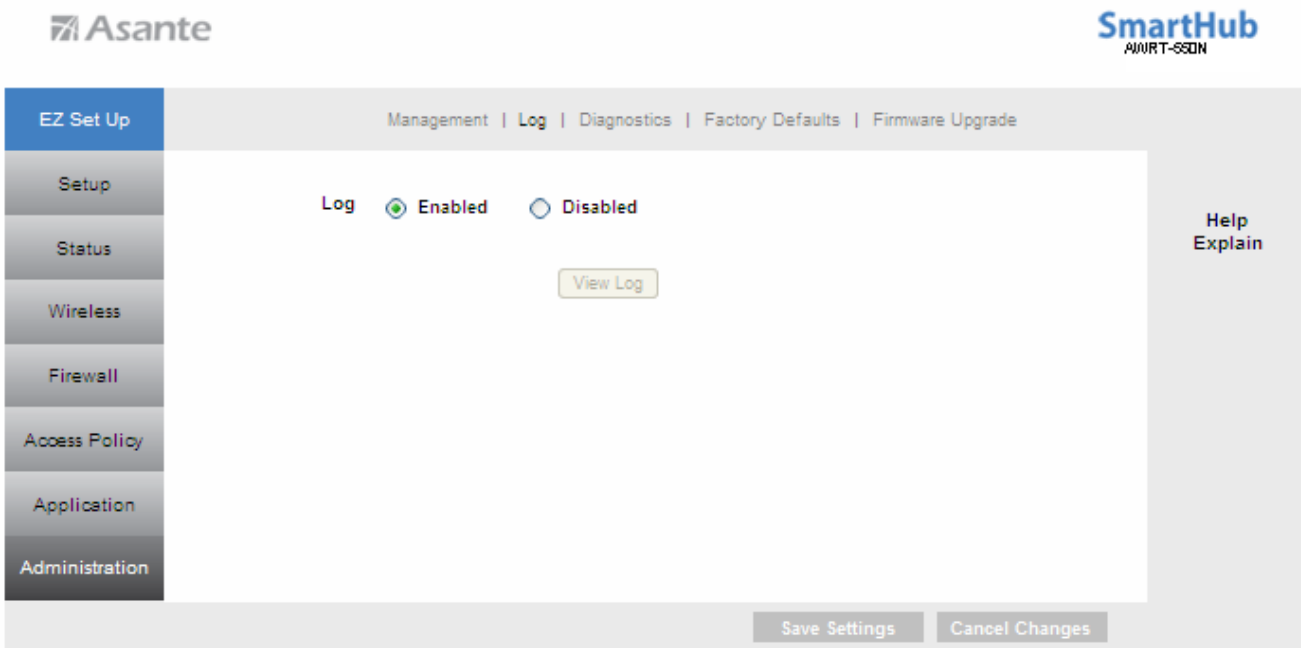 Asante
SmartHub
AWRT-550N
EZ Set Up
Management | Log | Diagnostics | Factory Defaults | Firmware Upgrade
Setup
Status
Wireless
Firewall
Access Policy
Application
Administration
Log Enabled Disabled
View Log
Help
Explain
Save Settings Cancel Changes